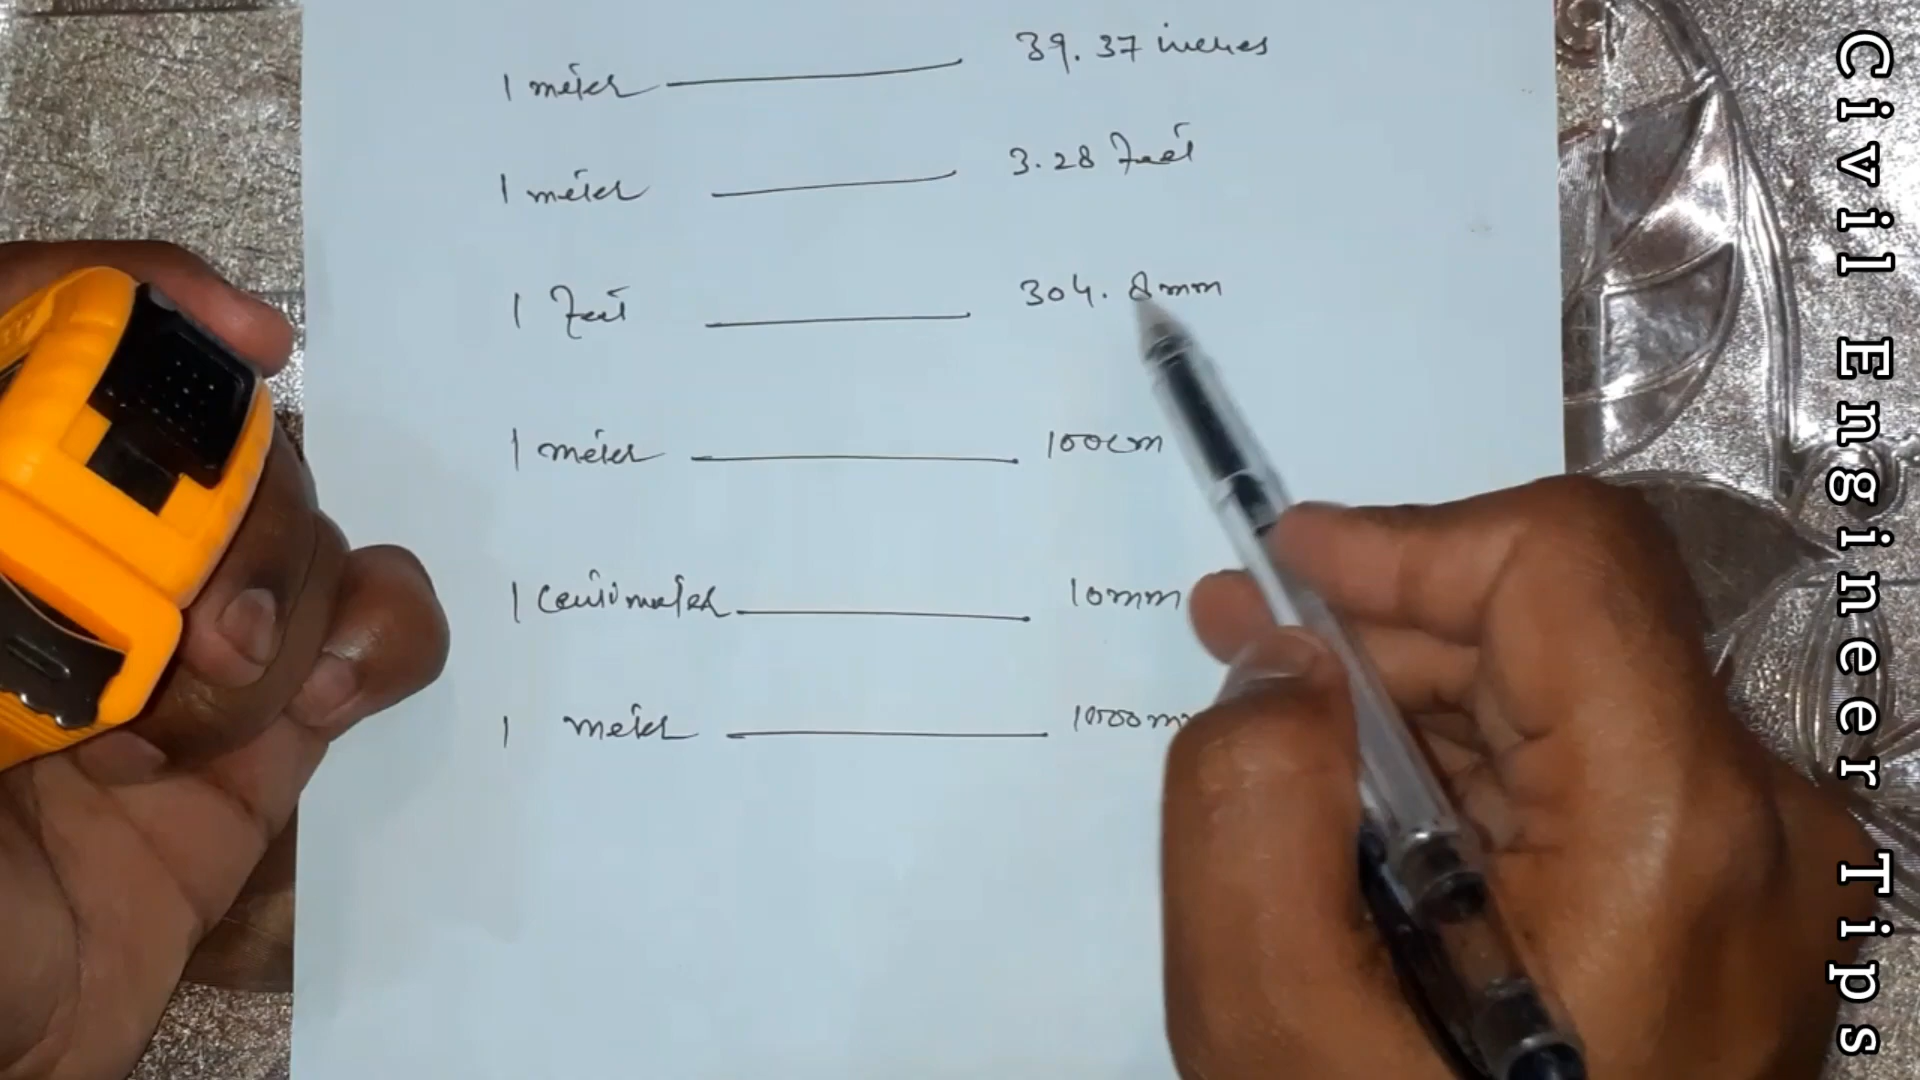 1 meter 39.37 inches
1 meter 3.28 Feet
1 Feet 304.8mm
1 meter 100cm
1 Centimeter 10mm
1 meter 1000mm
Civil Engineer Tips